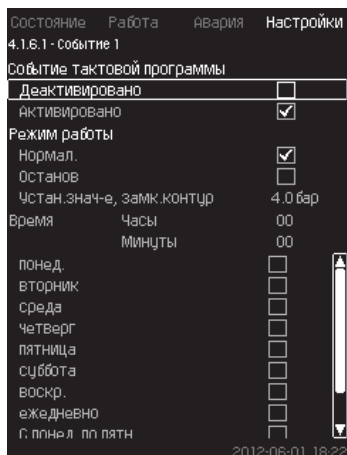 Состояние Работа Авария Настройки
4.1.6.1 - Событие 1
Событие тактовой программы
Деактивировано
Активировано
Режим работы
Нормал.
Останов
Устан.знач-е, замк.контур 4.0 бар
Время Часы 00
Минуты 00
понед.
вторник
среда
четверг
пятница
суббота
воскр.
ежедневно
С понед. по пятн
2012-06-01 18:22